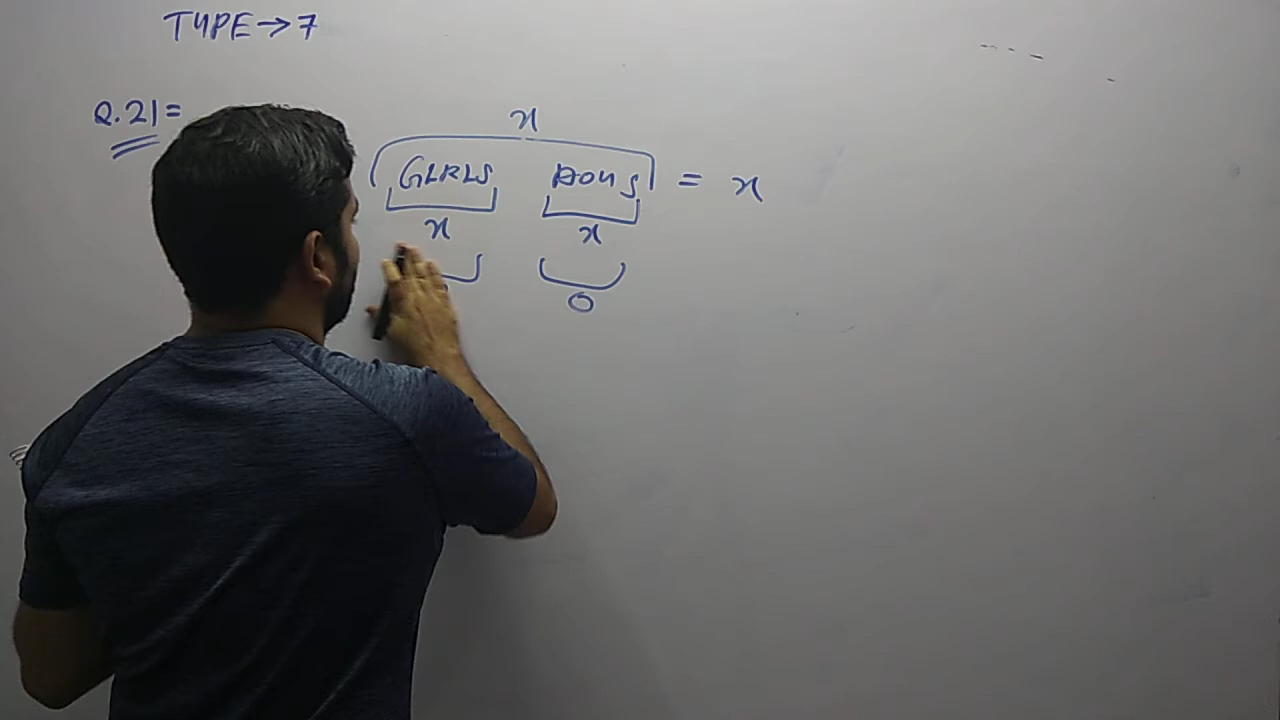 TYPE→7
Q.21=
x
GIRLS BOYS = x
x x
0